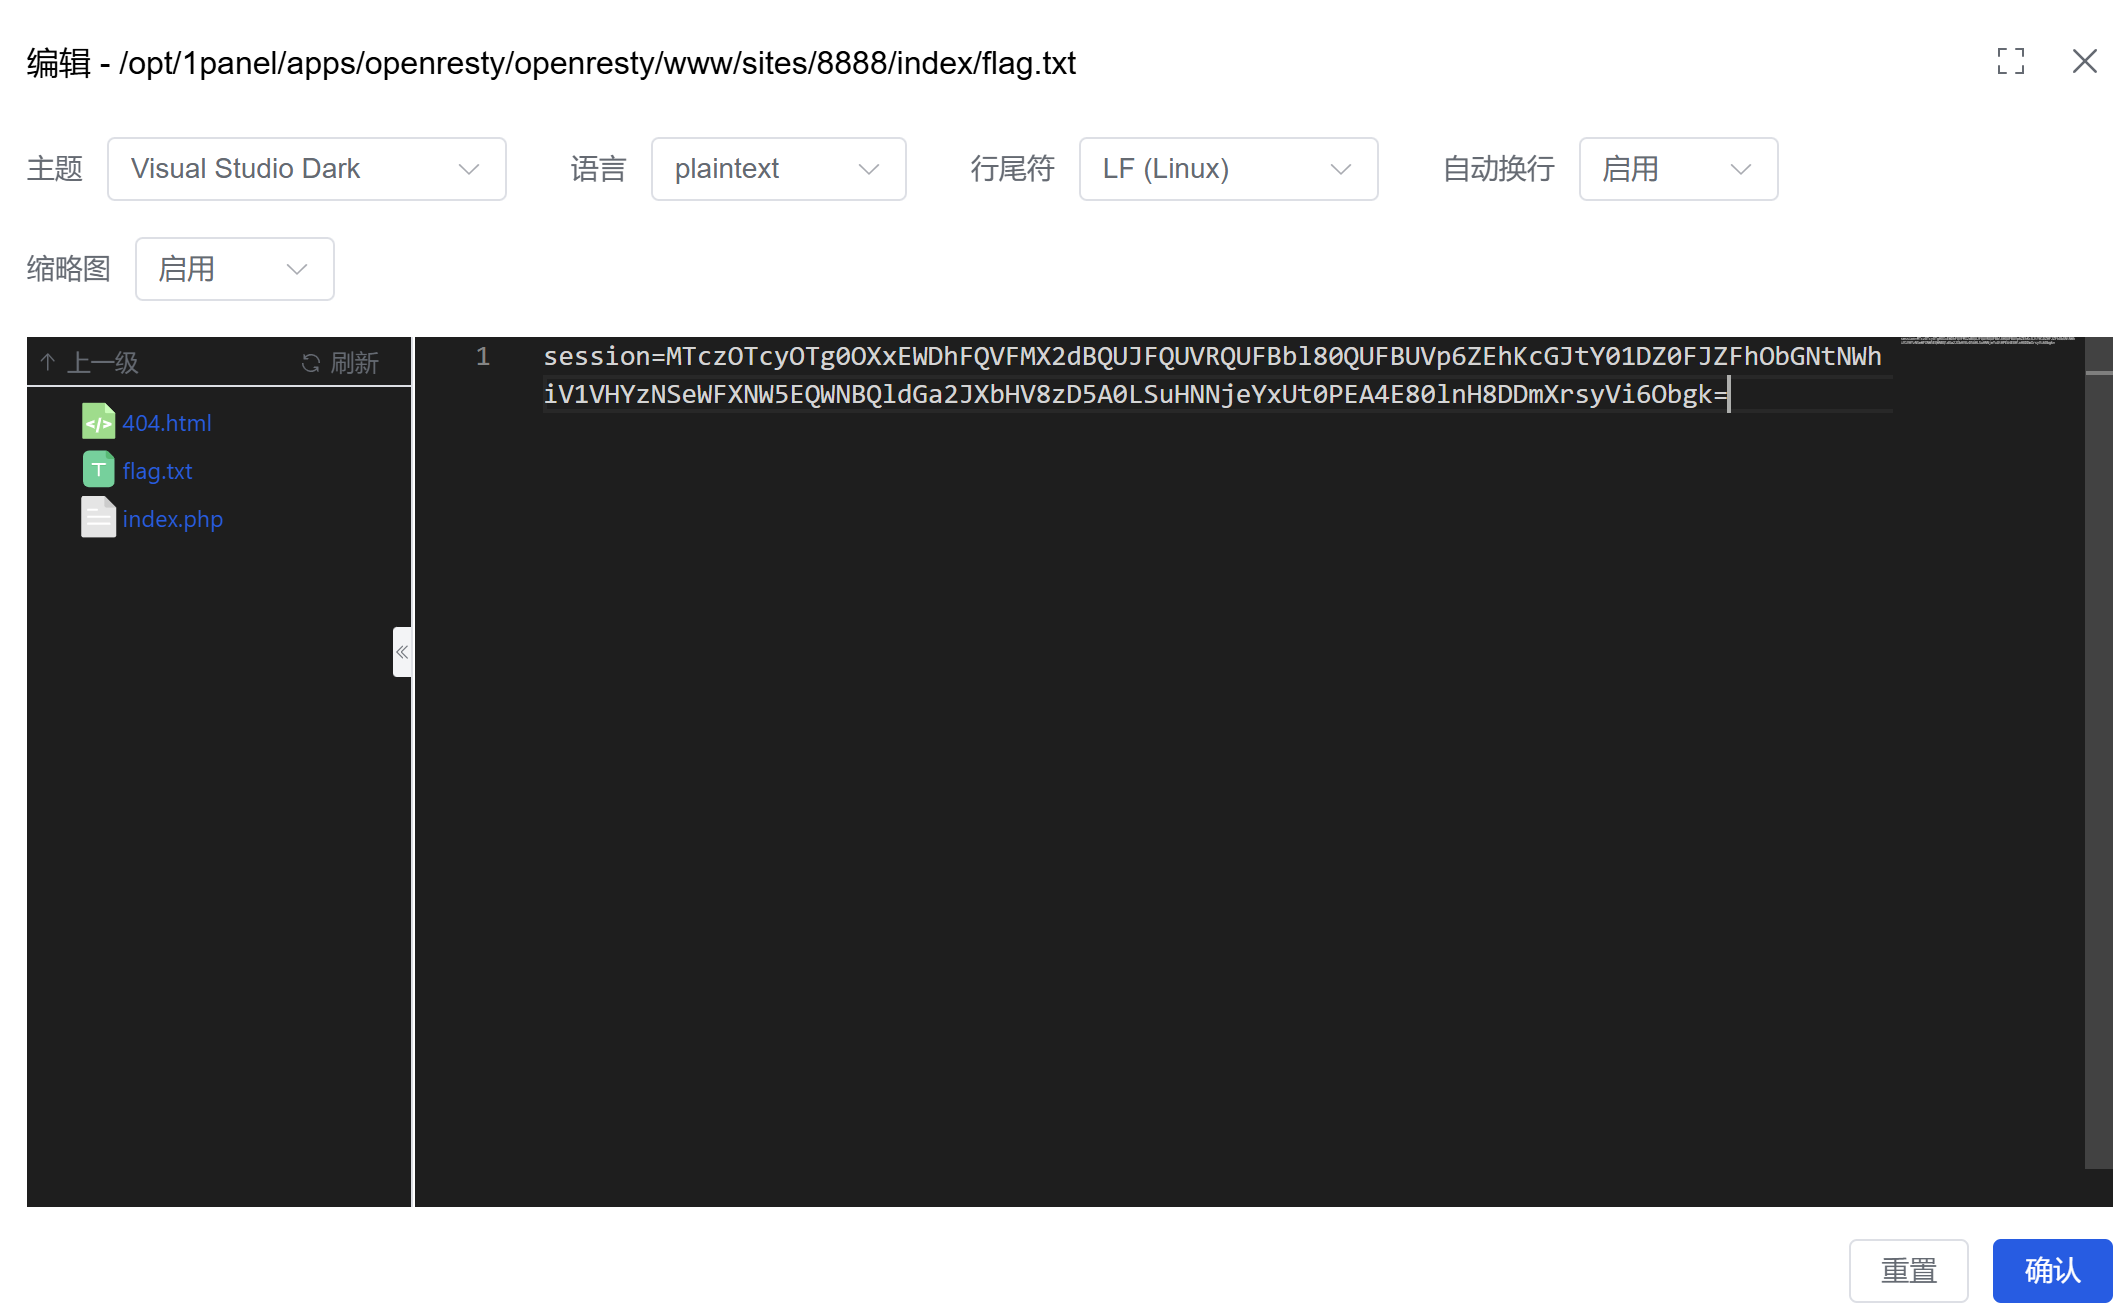 编辑 - /opt/1panel/apps/openresty/openresty/www/sites/8888/index/flag.txt
主题 Visual Studio Dark 语言 plaintext 行尾符 LF (Linux) 自动换行 启用
缩略图 启用
上一级 刷新
404.html
flag.txt
index.php
1 session=MTczOTcyOTg0OXxEWDhFQVFMX2dBQUJFQUVRQUFBbl80QUFBUVp6ZEhKcGJtY01DZ0FJZFhObGNtNWh
iV1VHYzNSeWFXNW5EQWNBQldGa2JXbHV8zD5A0LSuHNNjeYxUt0PEA4E80lnH8DDmXrsyVi6Obgk=
重置 确认